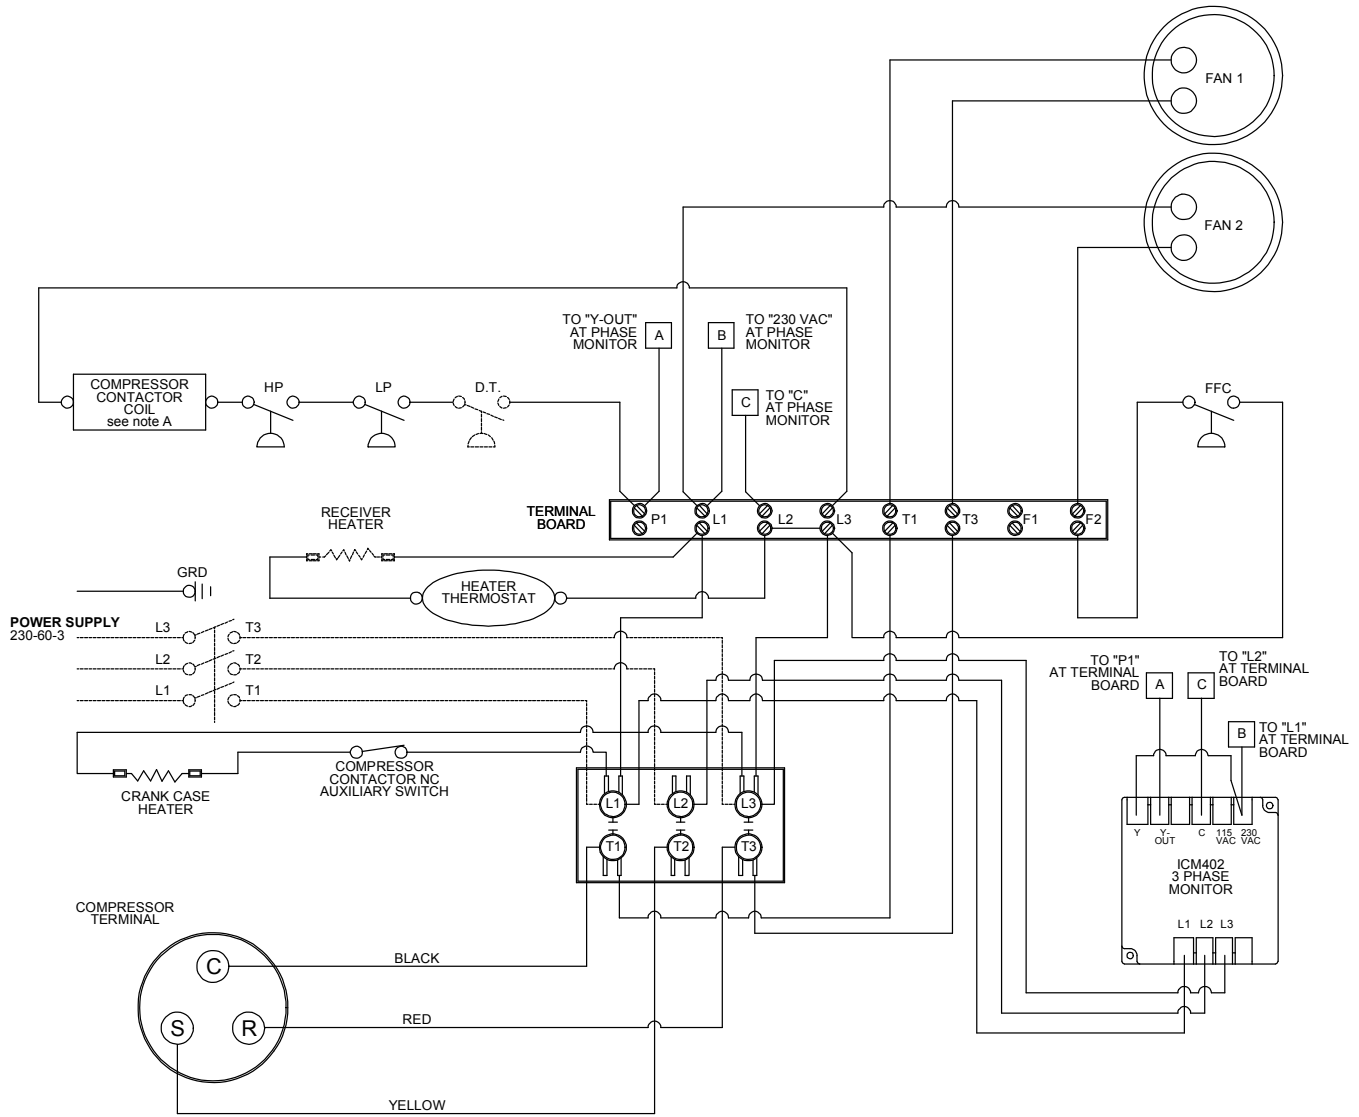 FAN 1
FAN 2
TO "Y-OUT"
AT PHASE
MONITOR
A
B
TO "230 VAC"
AT PHASE
MONITOR
C
TO "C"
AT PHASE
MONITOR
COMPRESSOR
CONTACTOR
COIL
see note A
HP
LP
D.T.
FFC
RECEIVER
HEATER
TERMINAL
BOARD
P1
L1
L2
L3
T1
T3
F1
F2
HEATER
THERMOSTAT
GRD
POWER SUPPLY
230-60-3
L3
T3
L2
T2
L1
T1
TO "P1"
AT TERMINAL
BOARD
A
C
TO "L2"
AT TERMINAL
BOARD
B
TO "L1"
AT TERMINAL
BOARD
COMPRESSOR
CONTACTOR NC
AUXILIARY SWITCH
CRANK CASE
HEATER
L1
L2
L3
T1
T2
T3
Y
Y-
OUT
C
115
VAC
230
VAC
ICM402
3 PHASE
MONITOR
L1 L2 L3
COMPRESSOR
TERMINAL
C
S
R
BLACK
RED
YELLOW